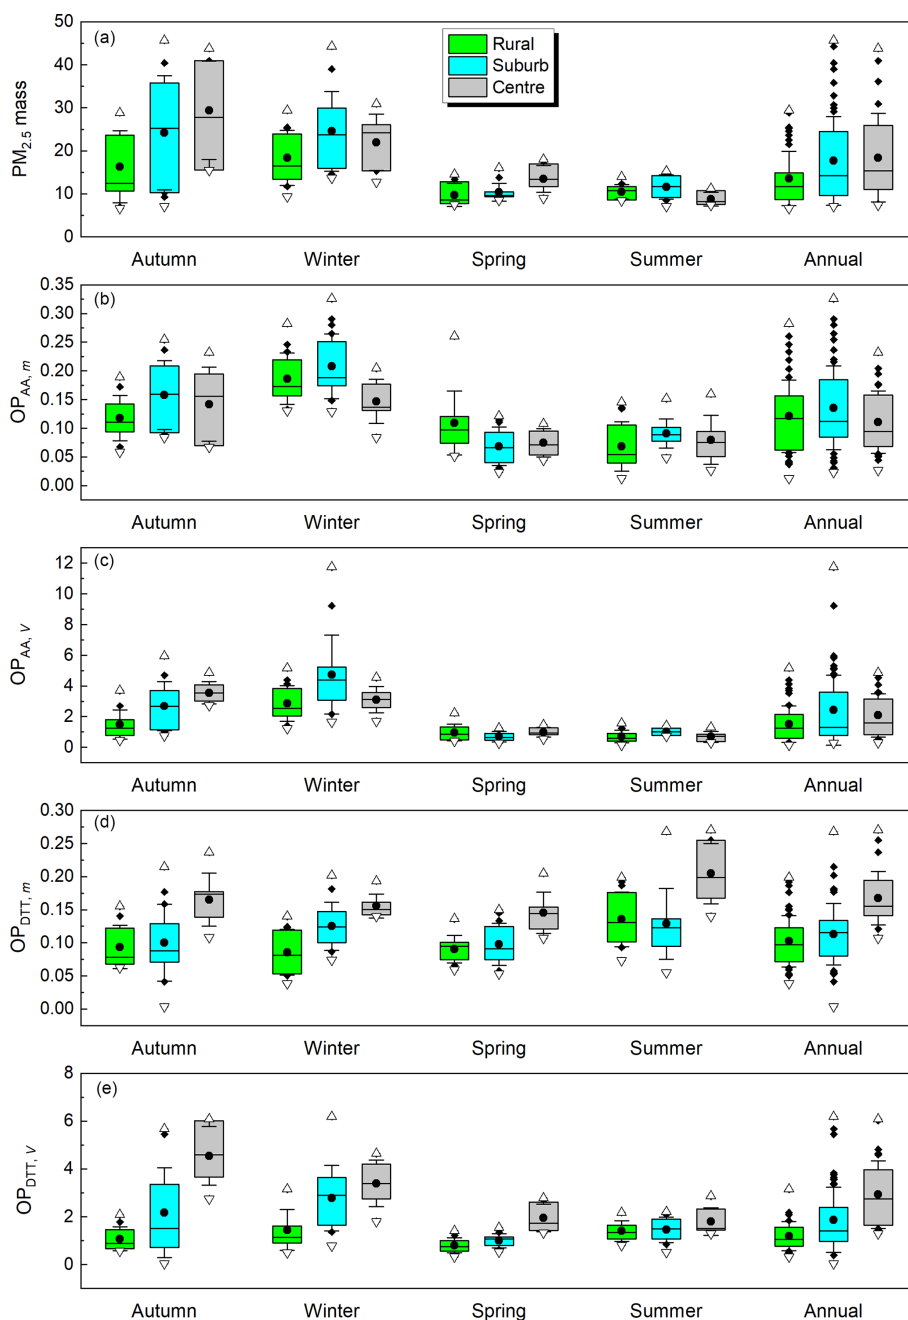 (a)
Rural
Suburb
Centre
PM2.5 mass
50
40
30
20
10
0
Autumn Winter Spring Summer Annual
(b)
OPAA, m
0.35
0.30
0.25
0.20
0.15
0.10
0.05
0.00
Autumn Winter Spring Summer Annual
(c)
OPAA, V
12
10
8
6
4
2
0
Autumn Winter Spring Summer Annual
(d)
OPDTT, m
0.30
0.25
0.20
0.15
0.10
0.05
0.00
Autumn Winter Spring Summer Annual
(e)
OPDTT, V
8
6
4
2
0
Autumn Winter Spring Summer Annual